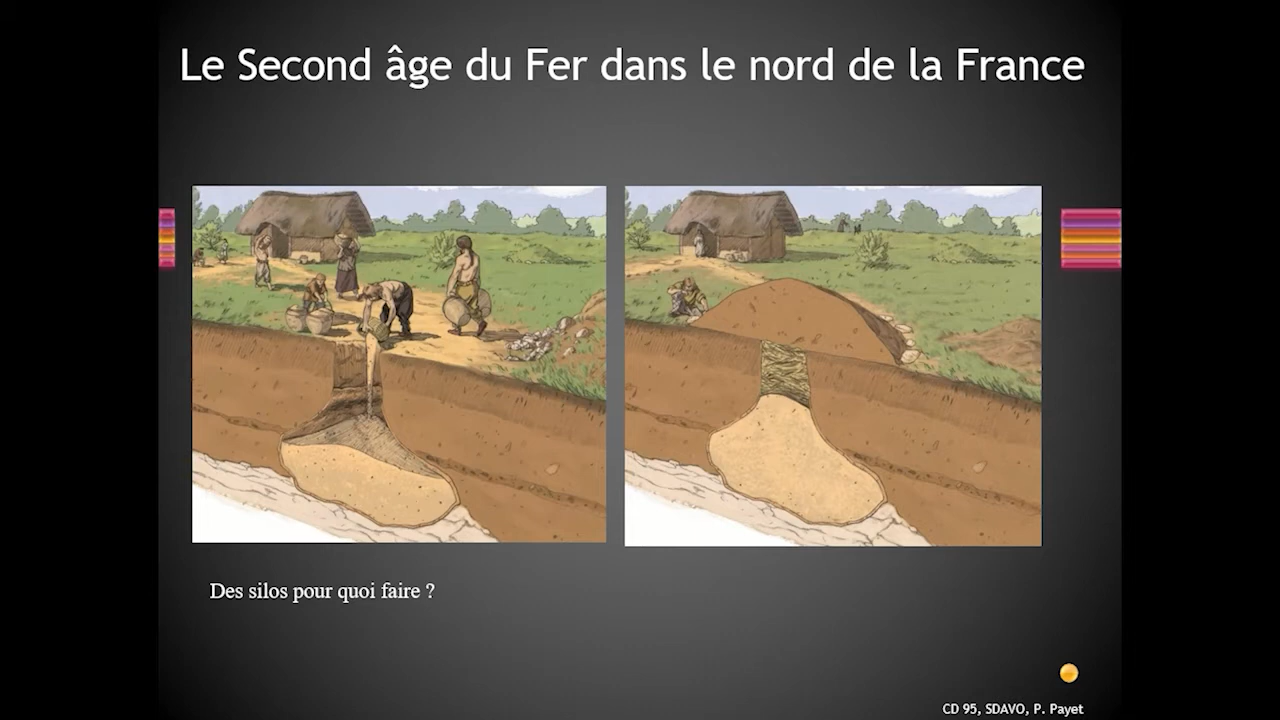 Le Second âge du Fer dans le nord de la France
Des silos pour quoi faire ?
CD 95, SDAVO, P. Payet